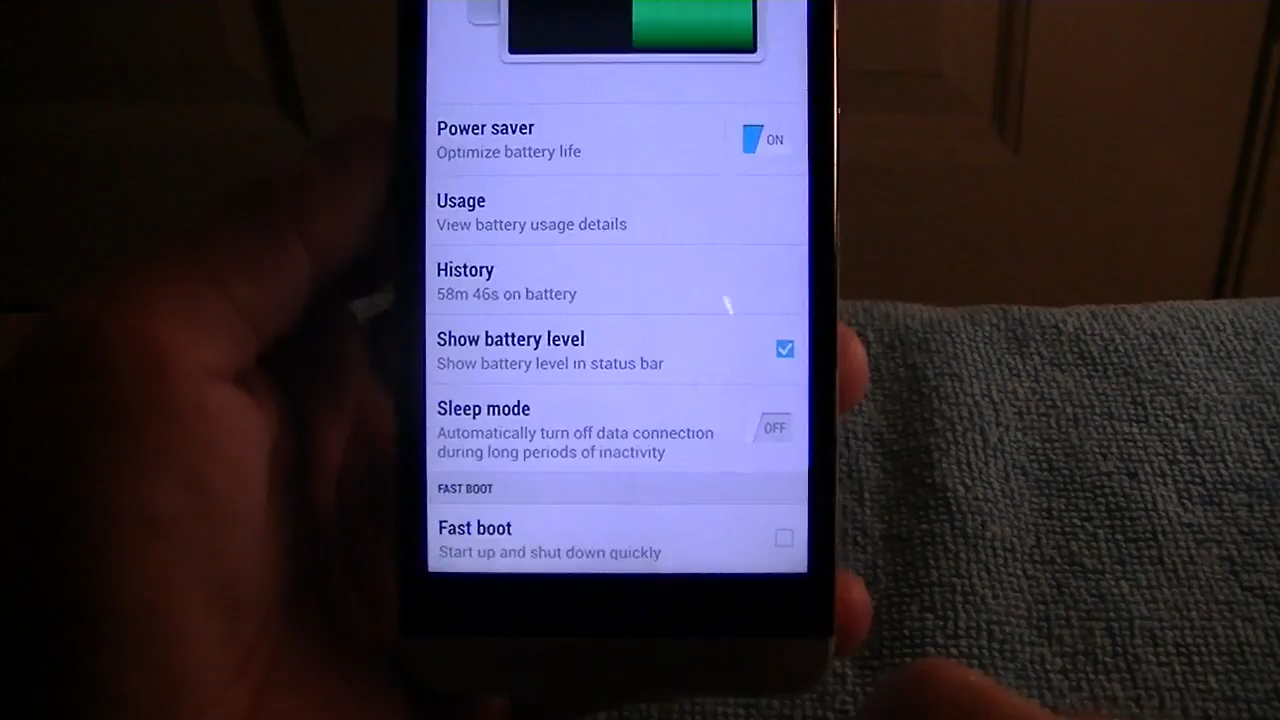 Power saver
Optimize battery life
ON
Usage
View battery usage details
History
58m 46s on battery
Show battery level
Show battery level in status bar
Sleep mode
Automatically turn off data connection
during long periods of inactivity
OFF
FAST BOOT
Fast boot
Start up and shut down quickly